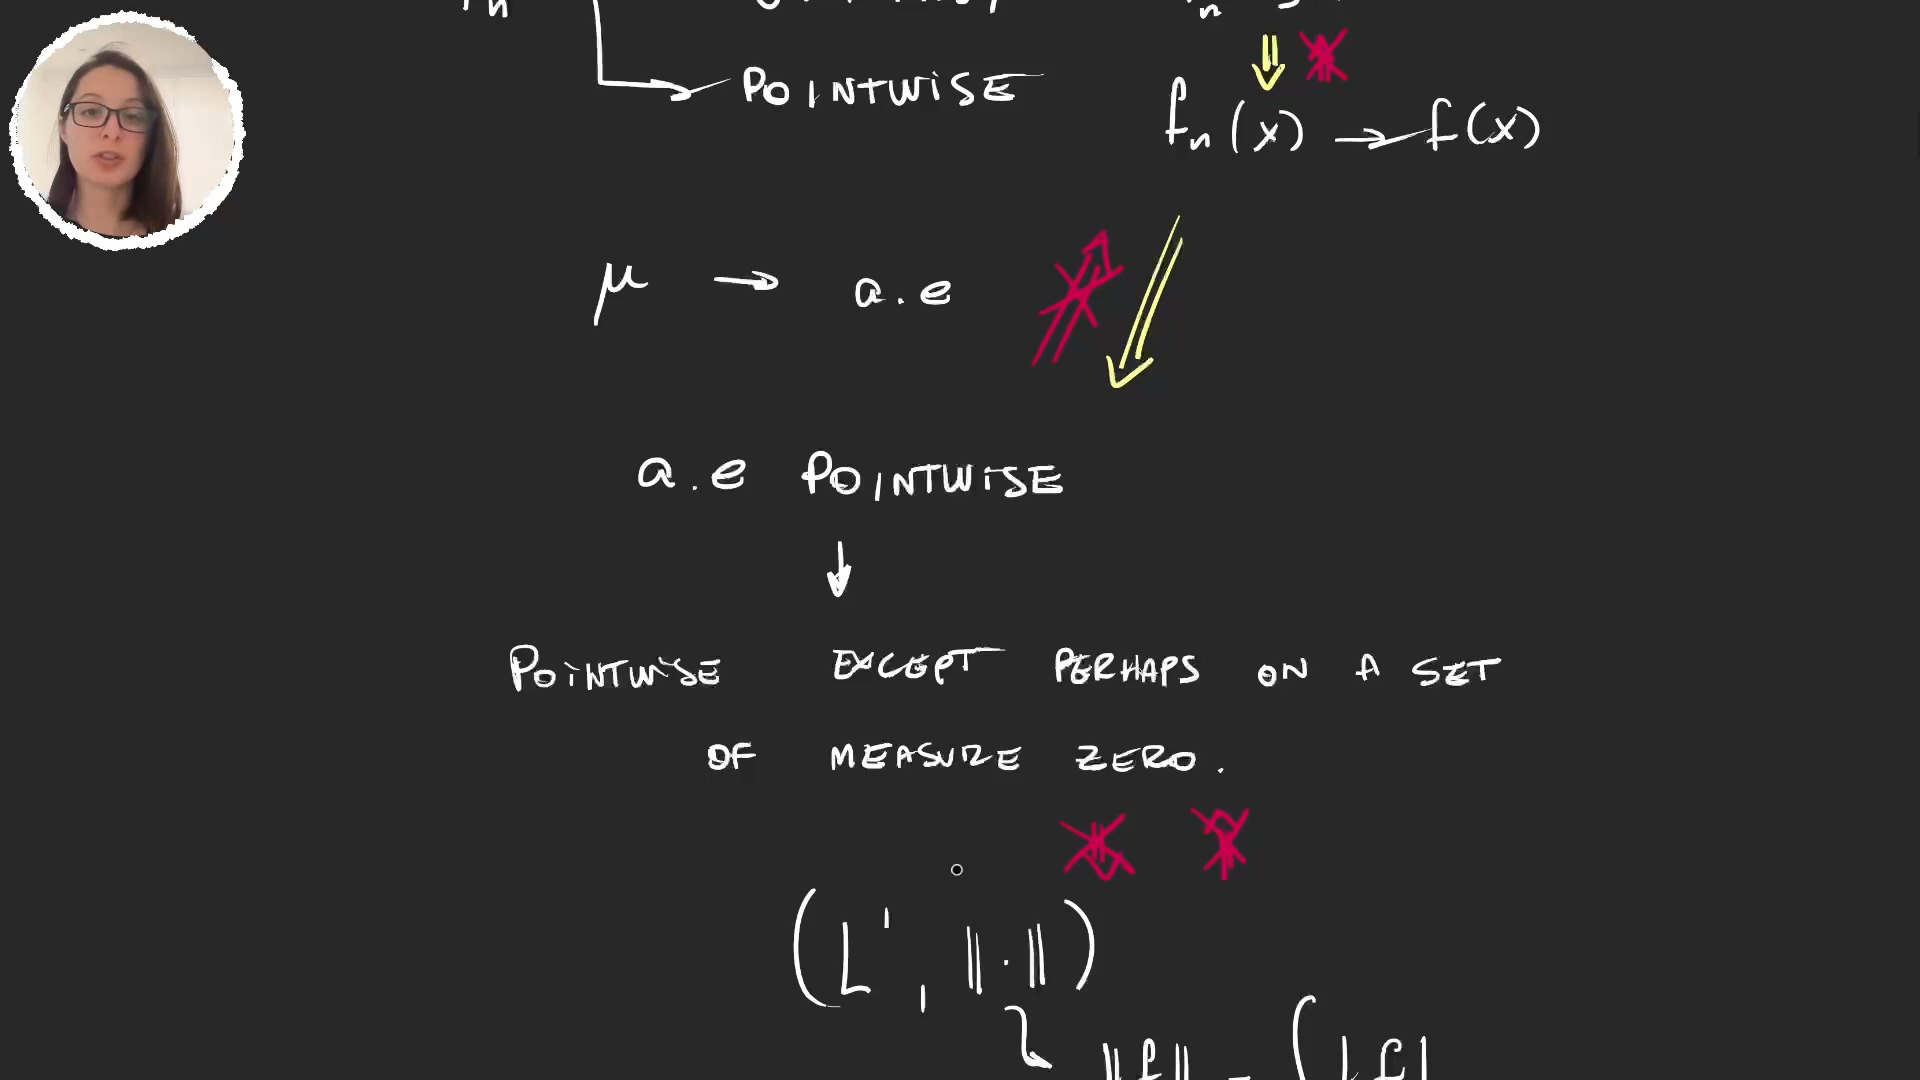 POINTWISE
fₙ(x) → f(x)
μ → a.e
a.e POINTWISE
↓
POINTWISE EXCEPT PERHAPS ON A SET
OF MEASURE ZERO.
(L¹, ‖·‖)
‖f‖ = ∫|f|